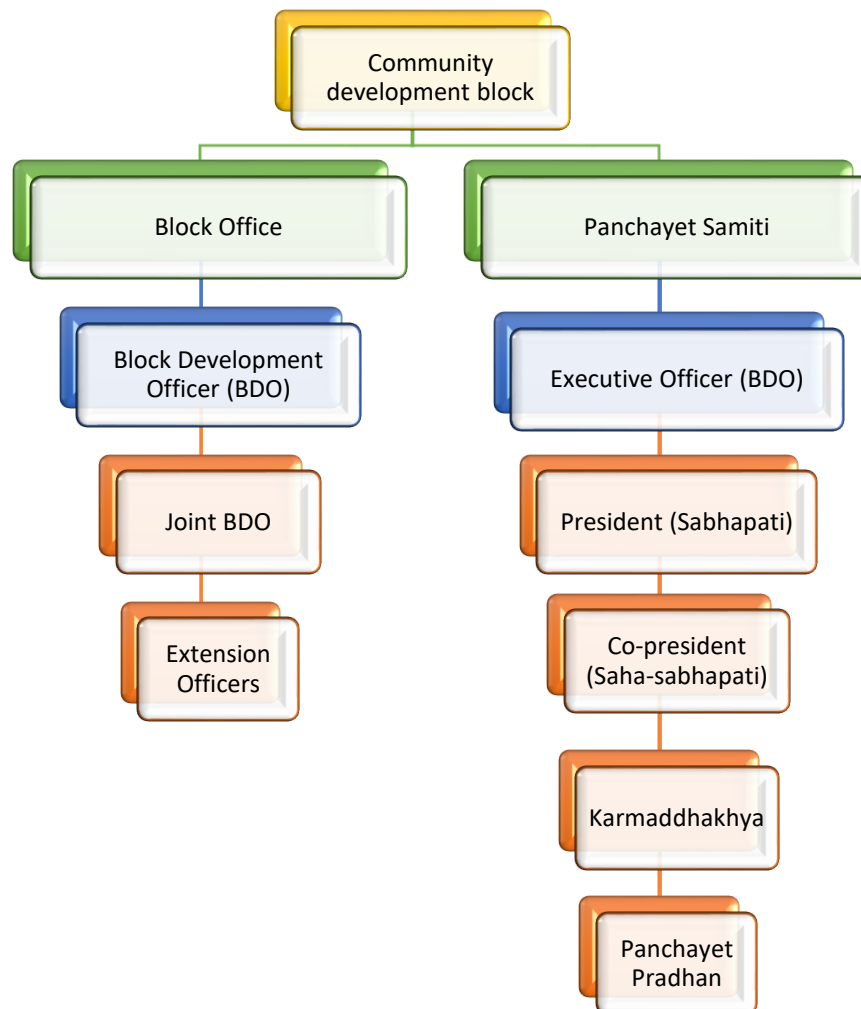 Community
development block
Block Office
Panchayet Samiti
Block Development
Officer (BDO)
Executive Officer (BDO)
Joint BDO
President (Sabhapati)
Extension
Officers
Co-president
(Saha-sabhapati)
Karmaddhakhya
Panchayet
Pradhan